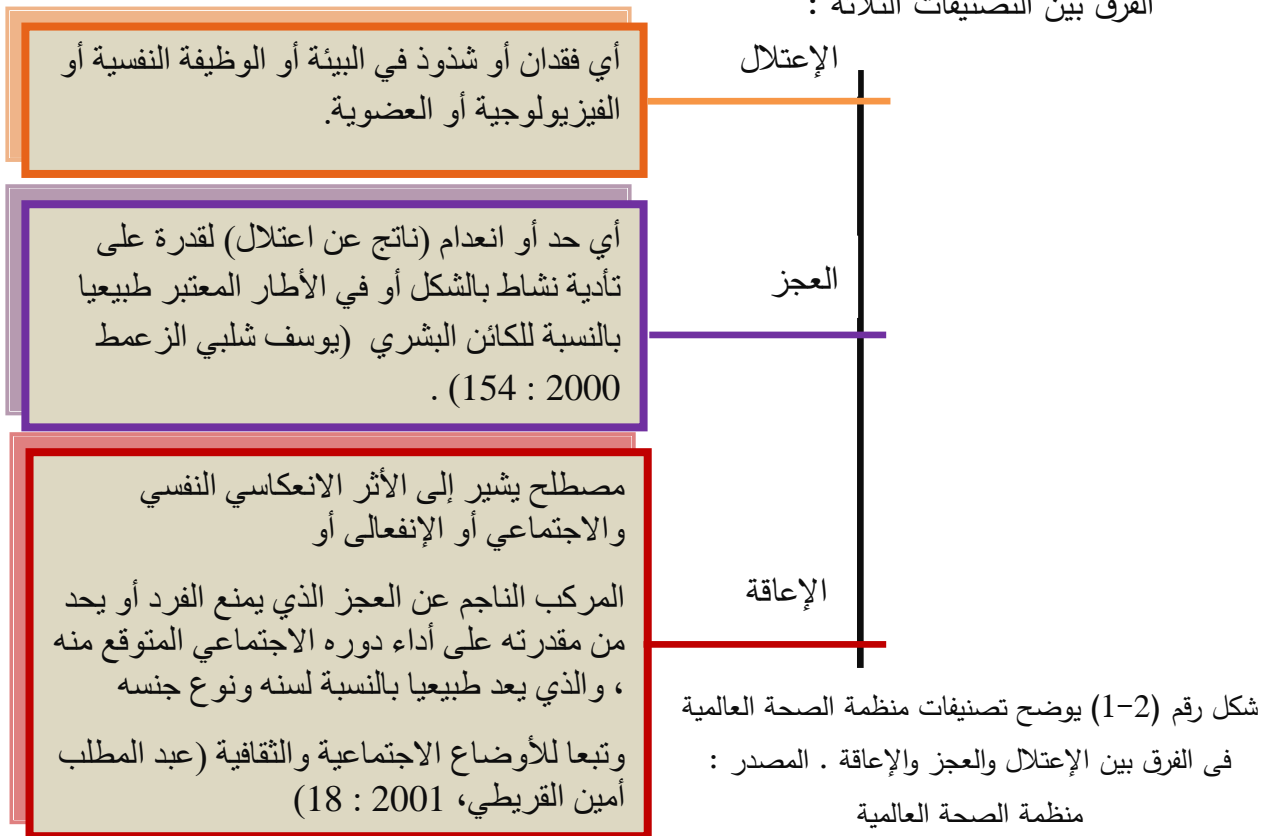 الفرق بين التصنيفات الثلاثة :
الإعتلال
أي فقدان أو شذوذ في البيئة أو الوظيفة النفسية أو
الفيزيولوجية أو العضوية.
العجز
أي حد أو انعدام (ناتج عن اعتلال) لقدرة على
تأدية نشاط بالشكل أو في الأطار المعتبر طبيعيا
بالنسبة للكائن البشري (يوسف شلبي الزعمط
2000 : 154) .
الإعاقة
مصطلح يشير إلى الأثر الانعكاسي النفسي
والاجتماعي أو الإنفعالى أو
المركب الناجم عن العجز الذي يمنع الفرد أو يحد
من مقدرته على أداء دوره الاجتماعي المتوقع منه
، والذي يعد طبيعيا بالنسبة لسنه ونوع جنسه
وتبعا للأوضاع الاجتماعية والثقافية (عبد المطلب
أمين القريطي، 2001 : 18)
شكل رقم (2-1) يوضح تصنيفات منظمة الصحة العالمية
فى الفرق بين الإعتلال والعجز والإعاقة . المصدر :
منظمة الصحة العالمية